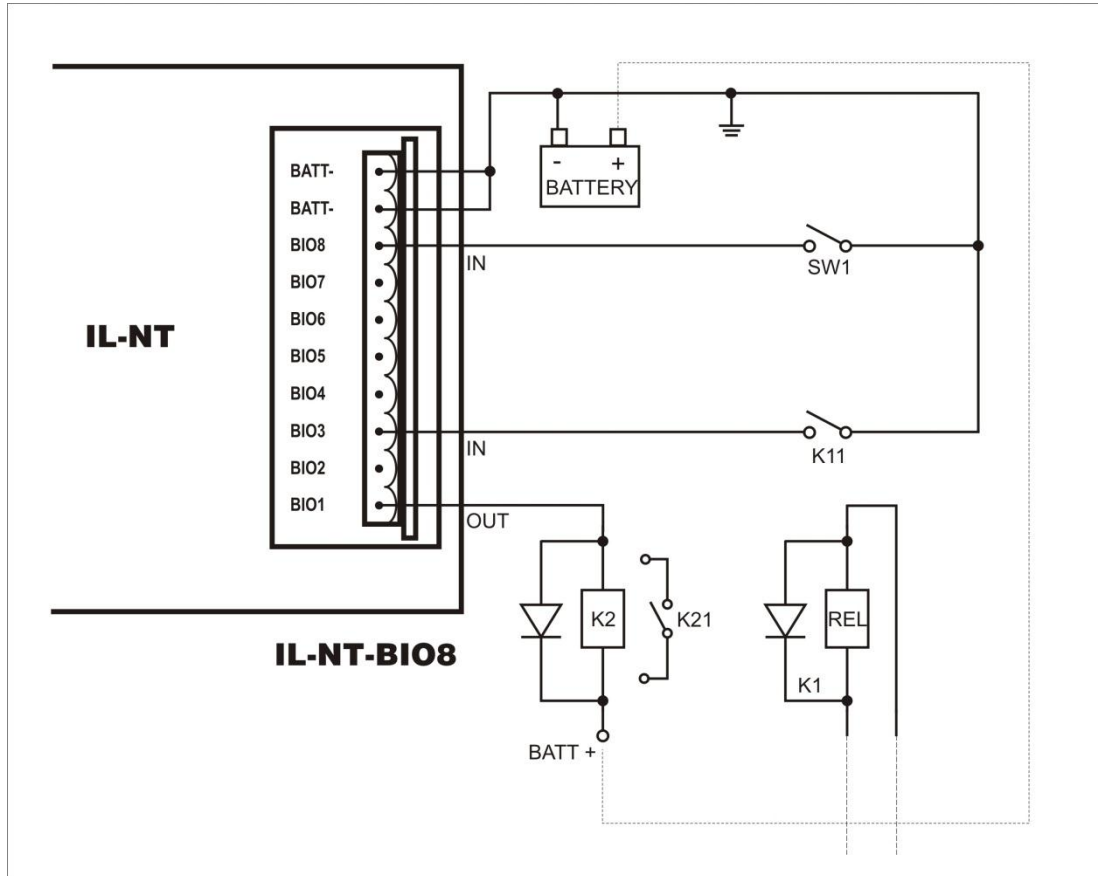 BATT-
BATT-
BIO8
BIO7
BIO6
BIO5
BIO4
BIO3
BIO2
BIO1
IL-NT
IL-NT-BIO8
- +
BATTERY
IN
SW1
IN
K11
OUT
K2
K21
REL
K1
BATT +